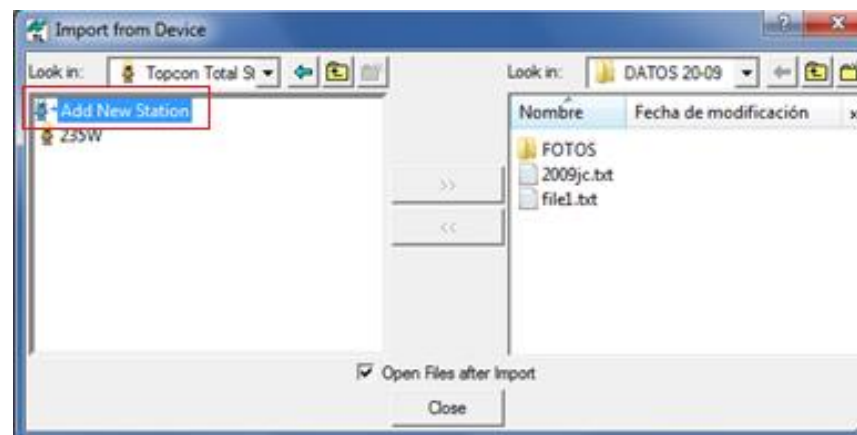 Import from Device
Look in: Topcon Total St
Look in: DATOS 20-09
Add New Station
235W
Nombre Fecha de modificación
FOTOS
2009jc.txt
file1.txt
>>
<<
Open Files after Import
Close